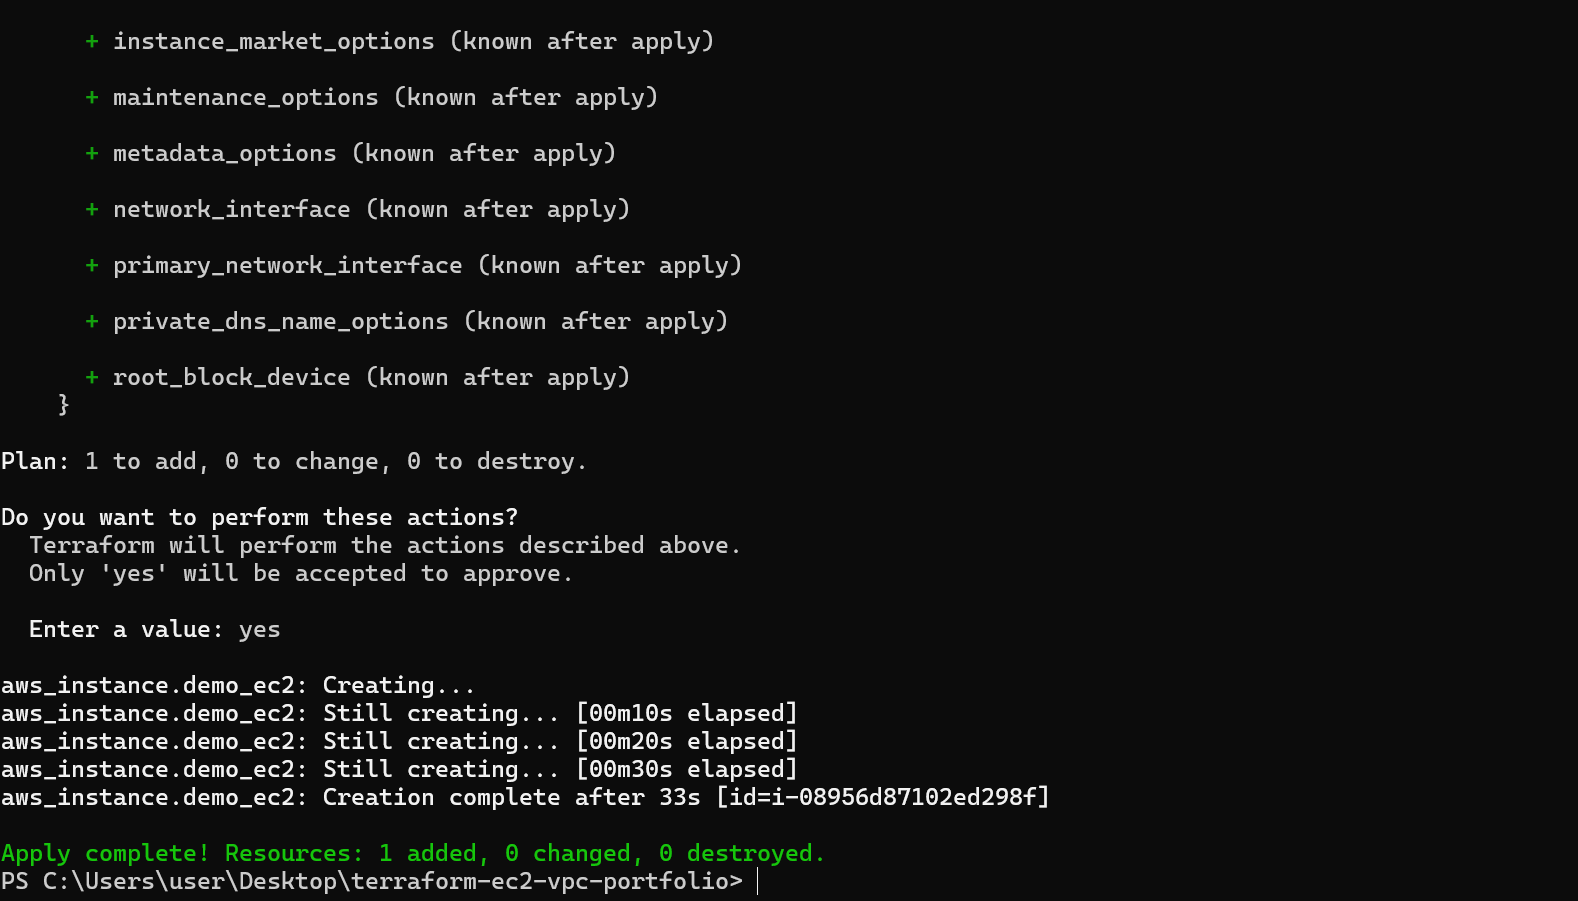 + instance_market_options (known after apply)
+ maintenance_options (known after apply)
+ metadata_options (known after apply)
+ network_interface (known after apply)
+ primary_network_interface (known after apply)
+ private_dns_name_options (known after apply)
+ root_block_device (known after apply)
}
Plan: 1 to add, 0 to change, 0 to destroy.
Do you want to perform these actions?
Terraform will perform the actions described above.
Only 'yes' will be accepted to approve.
Enter a value: yes
aws_instance.demo_ec2: Creating...
aws_instance.demo_ec2: Still creating... [00m10s elapsed]
aws_instance.demo_ec2: Still creating... [00m20s elapsed]
aws_instance.demo_ec2: Still creating... [00m30s elapsed]
aws_instance.demo_ec2: Creation complete after 33s [id=i-08956d87102ed298f]
Apply complete! Resources: 1 added, 0 changed, 0 destroyed.
PS C:\Users\user\Desktop\terraform-ec2-vpc-portfolio>